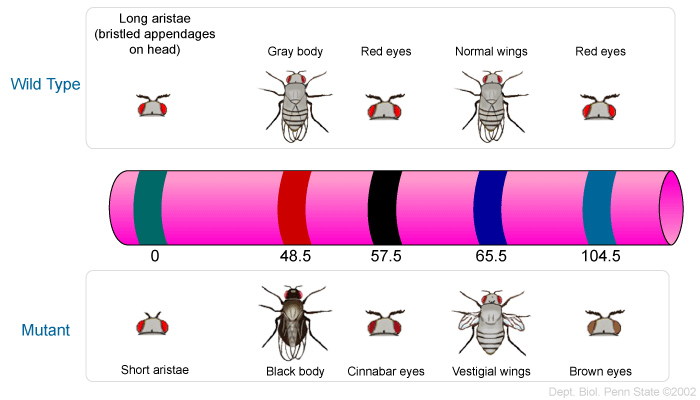 Long aristae
(bristled appendages
on head)
Gray body
Red eyes
Normal wings
Red eyes
Wild Type
0
48.5
57.5
65.5
104.5
Mutant
Short aristae
Black body
Cinnabar eyes
Vestigial wings
Brown eyes
Dept. Biol. Penn State ©2002